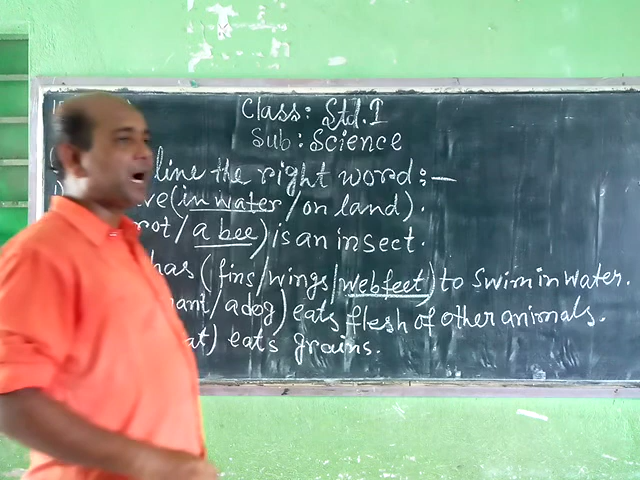 Class: Std. I
Sub: Science
line the right word:—
ve (in water / on land).
rot / a bee) is an insect.
has (fins / wings / webfeet) to swim in water.
ant / a dog) eats flesh of other animals.
at) eats grains.